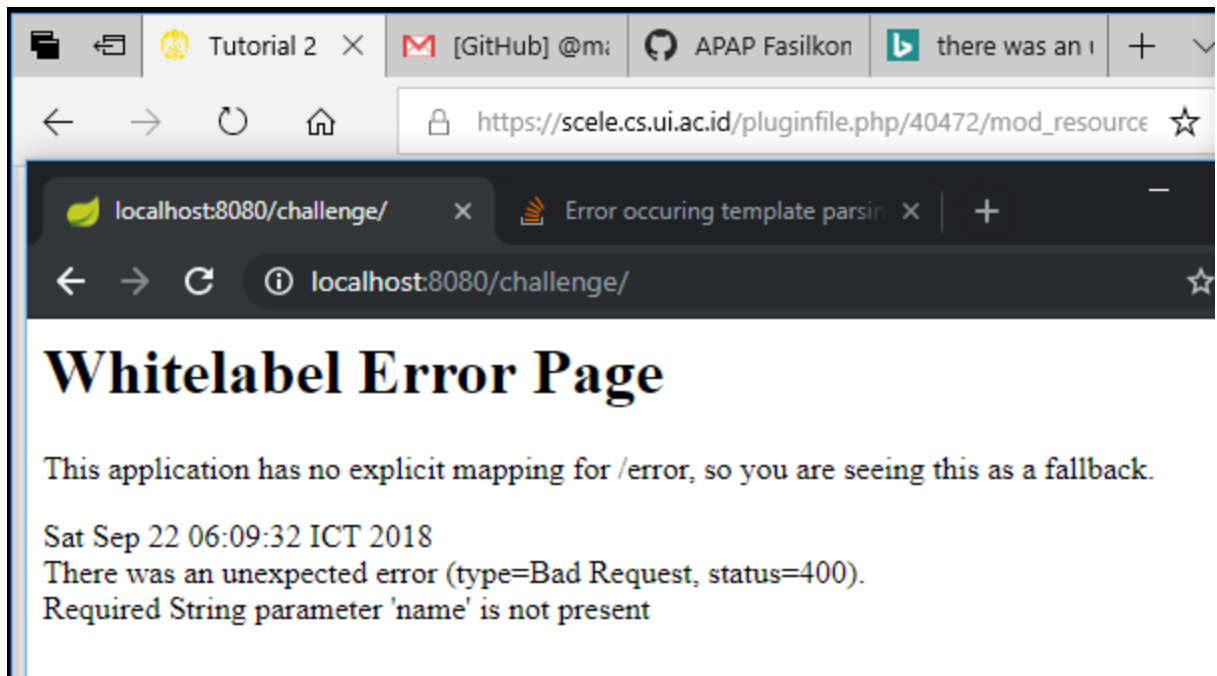 Tutorial 2
[GitHub] @ma
APAP Fasilkon
there was an u
https://scele.cs.ui.ac.id/pluginfile.php/40472/mod_resource
localhost:8080/challenge/
Error occuring template parsin
localhost:8080/challenge/
Whitelabel Error Page
This application has no explicit mapping for /error, so you are seeing this as a fallback.
Sat Sep 22 06:09:32 ICT 2018
There was an unexpected error (type=Bad Request, status=400).
Required String parameter 'name' is not present